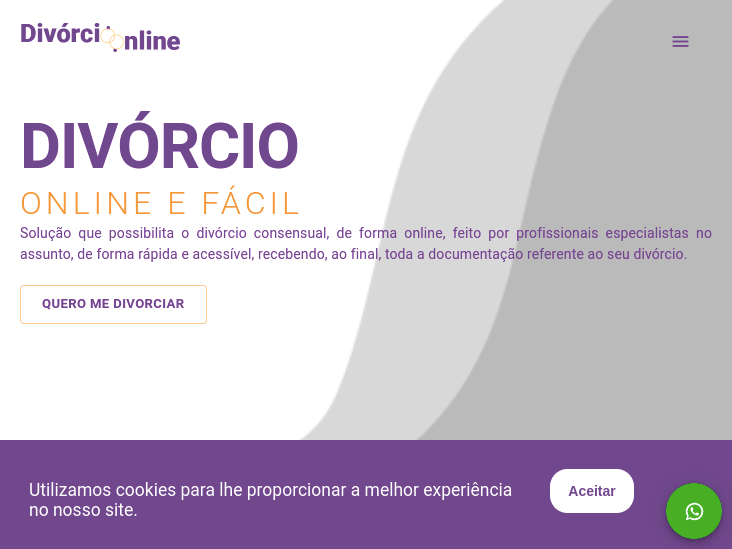 Divórci nline
DIVÓRCIO
ONLINE E FÁCIL
Solução que possibilita o divórcio consensual, de forma online, feito por profissionais especialistas no
assunto, de forma rápida e acessível, recebendo, ao final, toda a documentação referente ao seu divórcio.
QUERO ME DIVORCIAR
Utilizamos cookies para lhe proporcionar a melhor experiência
no nosso site.
Aceitar